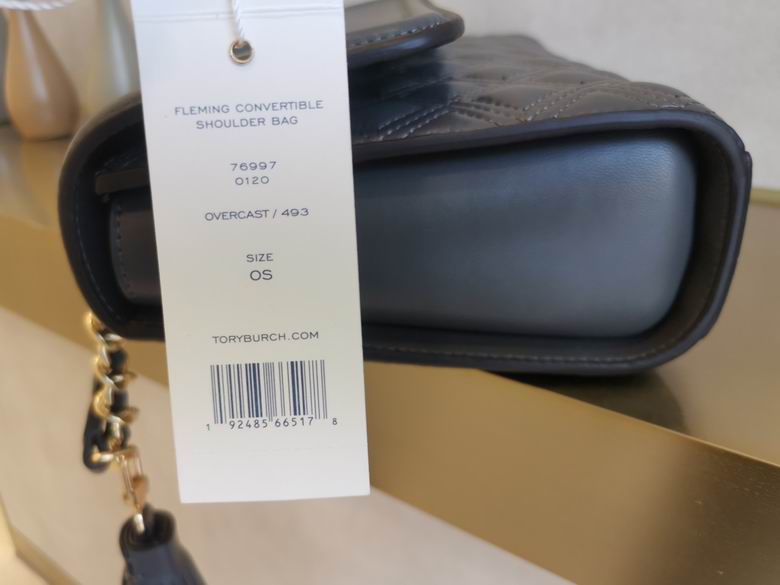 FLEMING CONVERTIBLE
SHOULDER BAG
76997
0120
OVERCAST / 493
SIZE
OS
TORYBURCH.COM
1 92485 66517 8